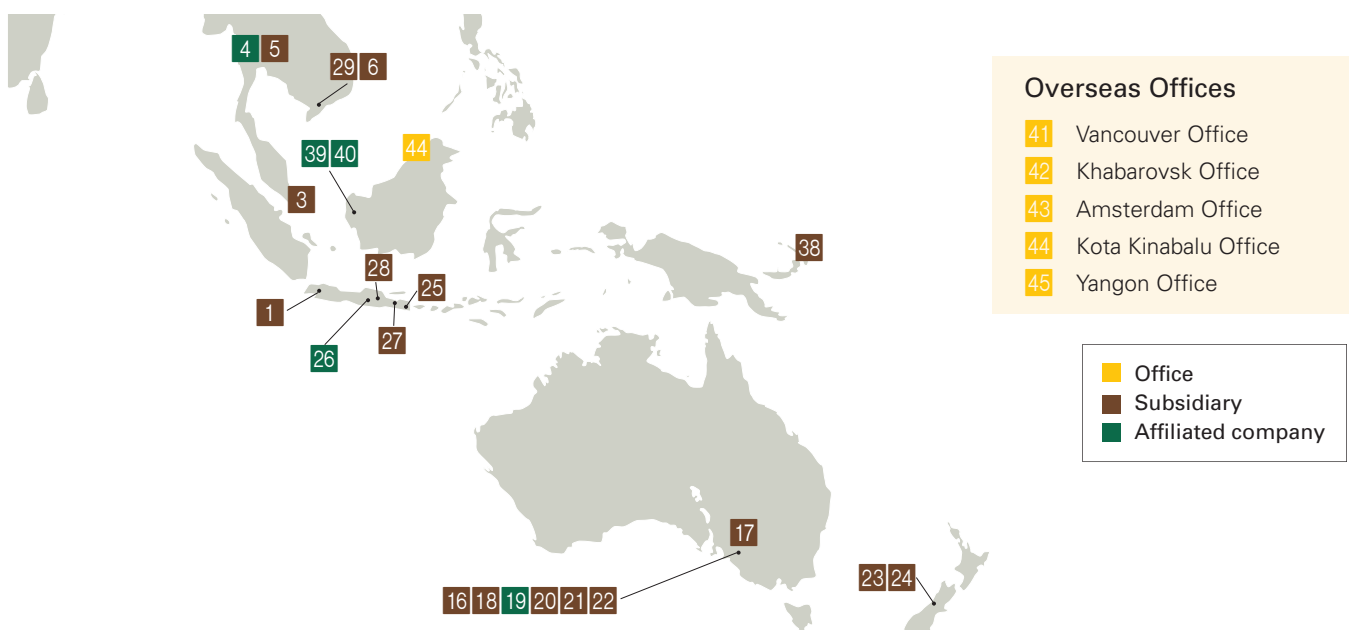 4 5
29 6
39 40
44
3
38
28
25
1
27
26
17
16 18 19 20 21 22
23 24
Overseas Offices
41 Vancouver Office
42 Khabarovsk Office
43 Amsterdam Office
44 Kota Kinabalu Office
45 Yangon Office
Office
Subsidiary
Affiliated company